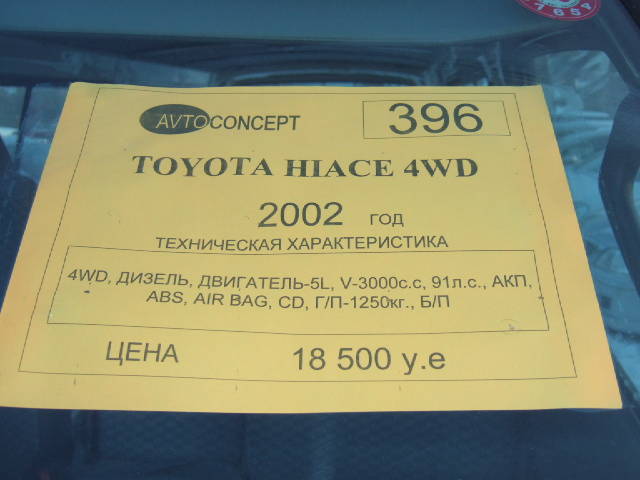 7657
AVTOCONCEPT
396
TOYOTA HIACE 4WD
2002 ГОД
ТЕХНИЧЕСКАЯ ХАРАКТЕРИСТИКА
4WD, ДИЗЕЛЬ, ДВИГАТЕЛЬ-5L, V-3000с.с, 91л.с., АКП,
ABS, AIR BAG, CD, Г/П-1250кг., Б/П
ЦЕНА 18 500 у.е